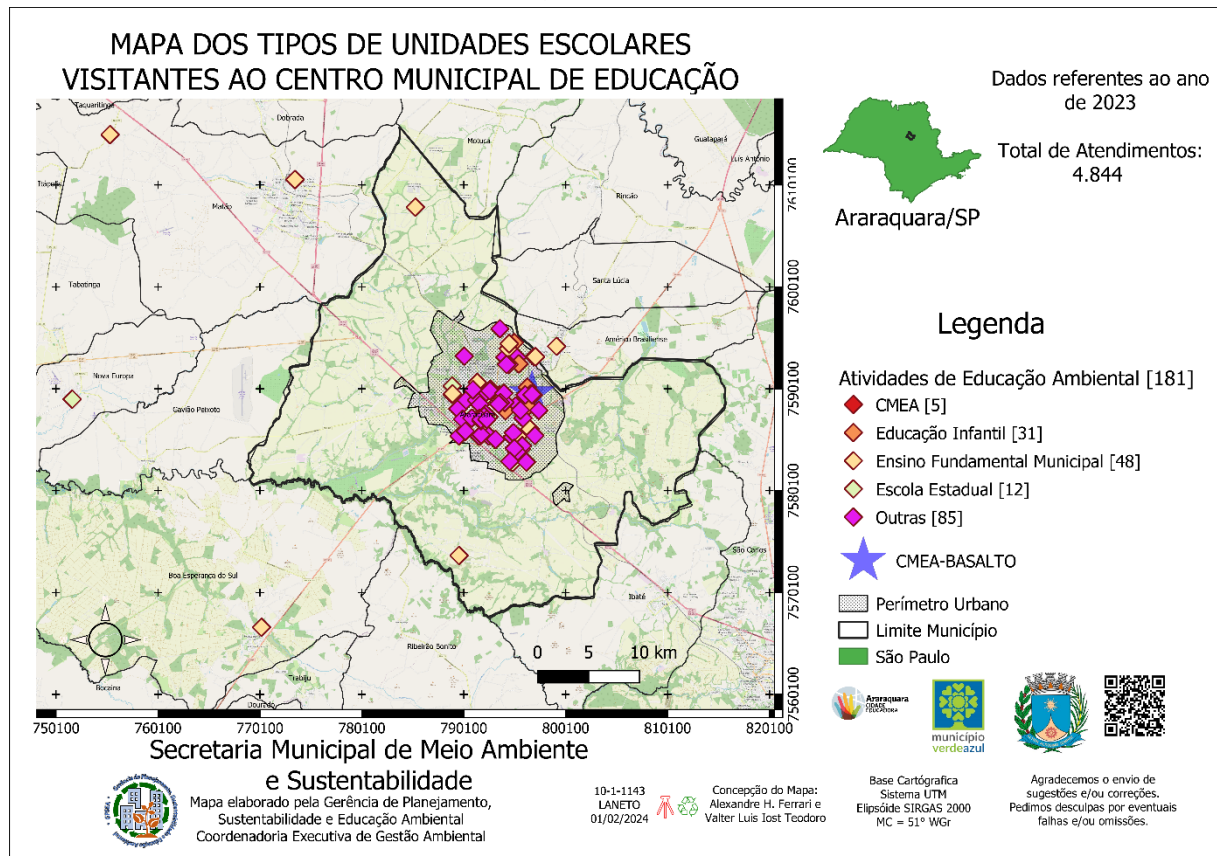 MAPA DOS TIPOS DE UNIDADES ESCOLARES
VISITANTES AO CENTRO MUNICIPAL DE EDUCAÇÃO
Dados referentes ao ano
de 2023
Total de Atendimentos:
4.844
Araraquara/SP
Taquaritinga
Dobrada
Motuca
Guatapará
Luís Antônio
Matão
Rincão
Tabatinga
Santa Lúcia
Américo Brasiliense
Nova Europa
Gavião Peixoto
São Carlos
Boa Esperança do Sul
Ibaté
Ribeirão Bonito
Trabiju
Bocaina
Dourado
7610100
7600100
7590100
7580100
7570100
7560100
0 5 10 km
750100 760100 770100 780100 790100 800100 810100 820100
Legenda
Atividades de Educação Ambiental [181]
CMEA [5]
Educação Infantil [31]
Ensino Fundamental Municipal [48]
Escola Estadual [12]
Outras [85]
CMEA-BASALTO
Perímetro Urbano
Limite Município
São Paulo
Araraquara
CIDADE
EDUCADORA
município
verdeazul
Secretaria Municipal de Meio Ambiente
e Sustentabilidade
Mapa elaborado pela Gerência de Planejamento,
Sustentabilidade e Educação Ambiental
Coordenadoria Executiva de Gestão Ambiental
10-1-1143
LANETO
01/02/2024
Concepção do Mapa:
Alexandre H. Ferrari e
Valter Luis Iost Teodoro
Base Cartógrafica
Sistema UTM
Elipsóide SIRGAS 2000
MC = 51° WGr
Agradecemos o envio de
sugestões e/ou correções.
Pedimos desculpas por eventuais
falhas e/ou omissões.